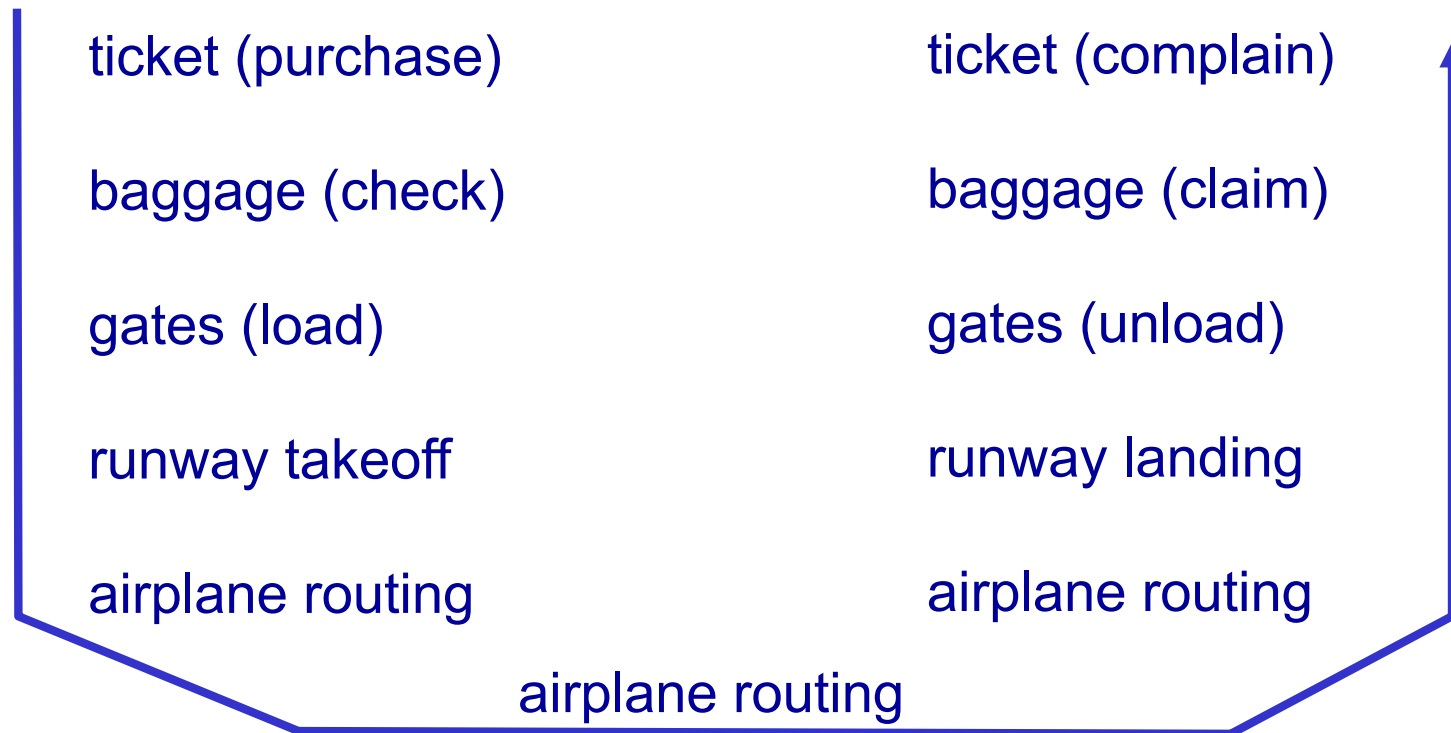 ticket (purchase)
baggage (check)
gates (load)
runway takeoff
airplane routing
ticket (complain)
baggage (claim)
gates (unload)
runway landing
airplane routing
airplane routing